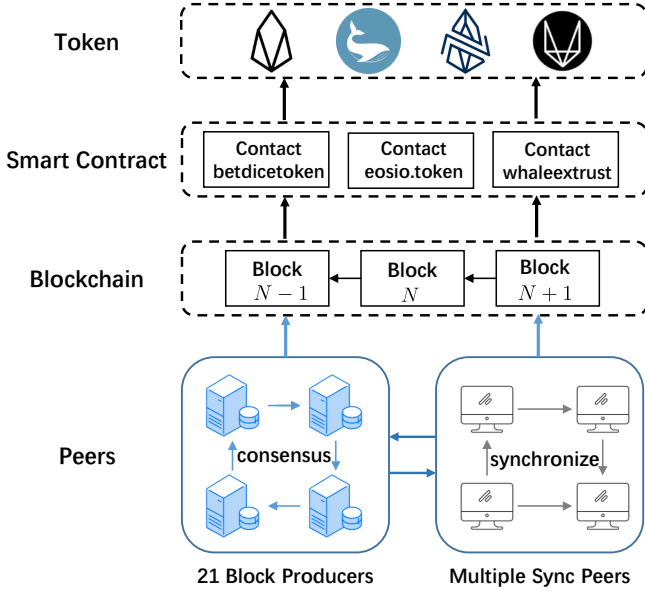 Token
Smart Contract
Contact
betdicetoken
Contact
eosio.token
Contact
whaleextrust
Blockchain
Block
N − 1
Block
N
Block
N + 1
Peers
consensus
synchronize
21 Block Producers
Multiple Sync Peers